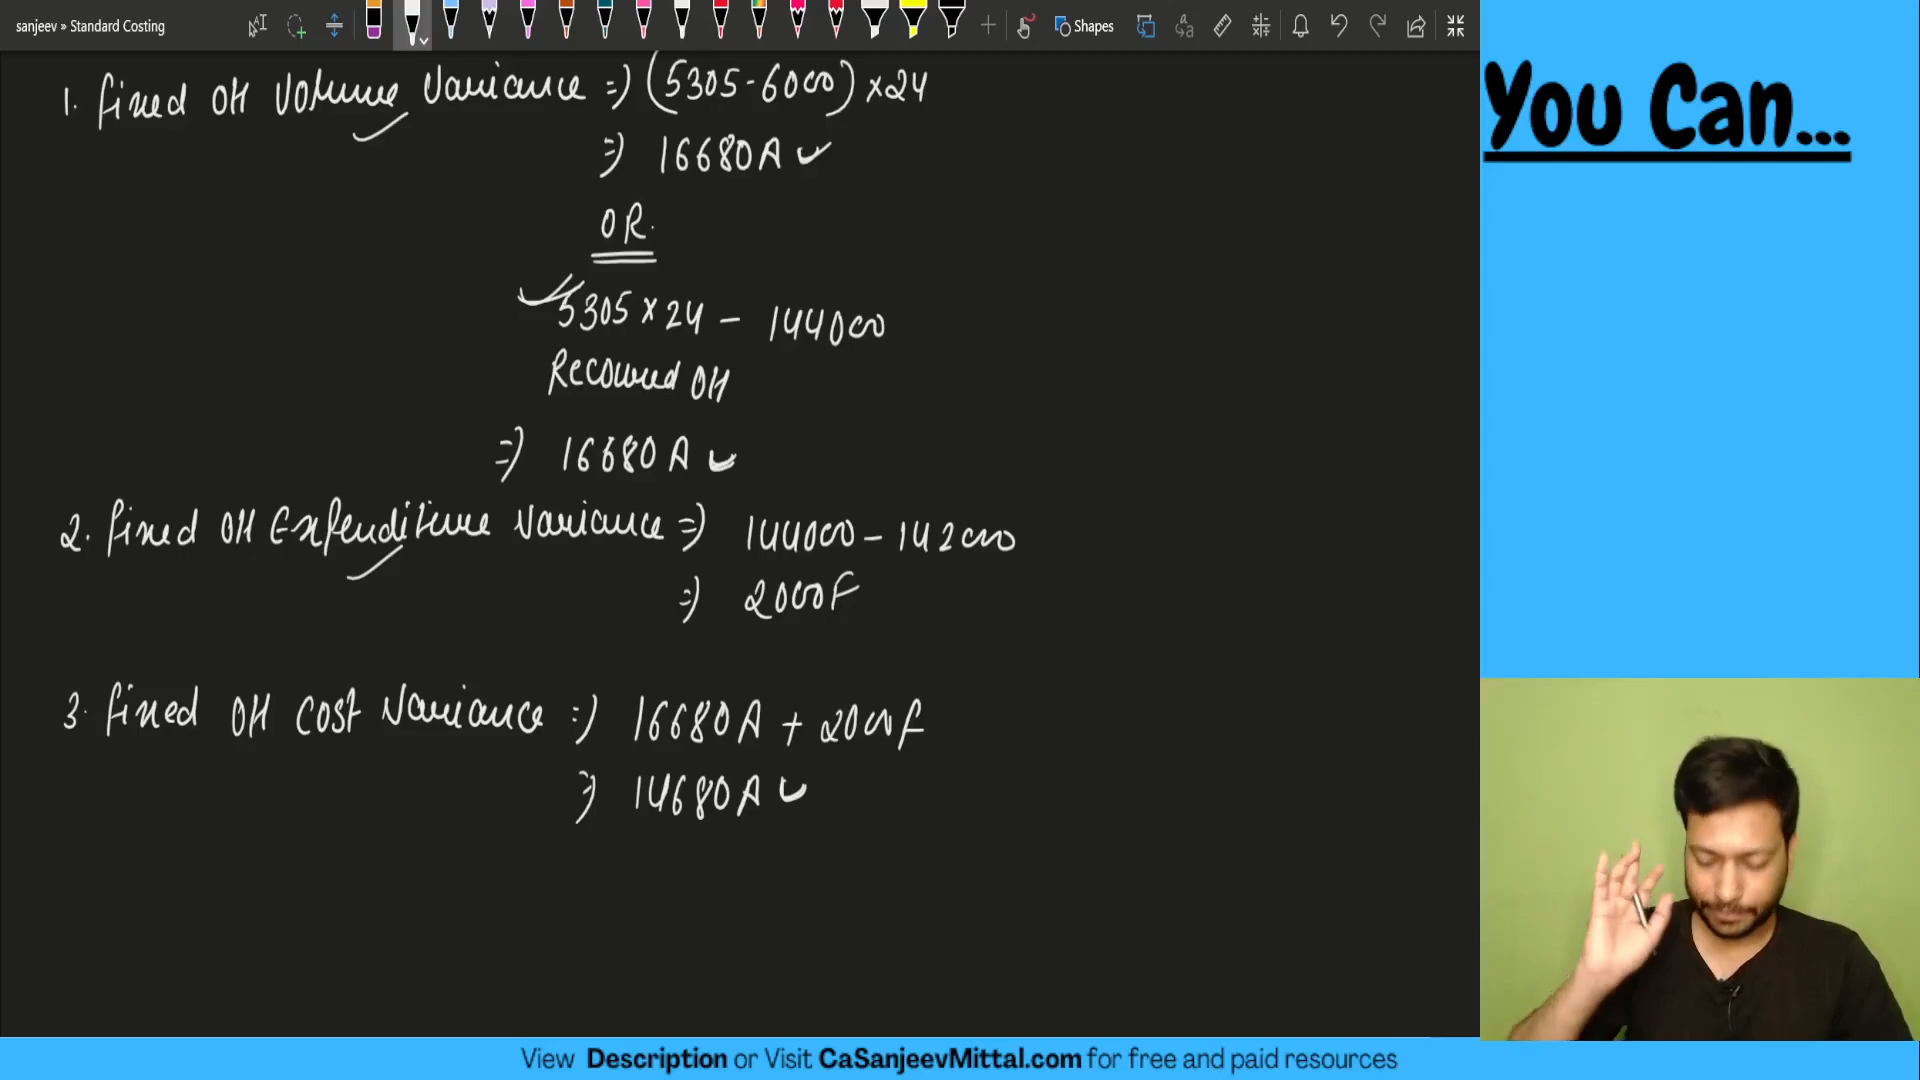 sanjeev » Standard Costing
Shapes
You Can...
1. Fixed OH Volume Variance => (5305-6000) ×24
=> 16680A ✓
OR.
✓5305×24 - 144000
Recovered OH
=> 16680A ✓
2. Fixed OH Expenditure Variance => 144000 - 142000
=> 2000F
3. Fixed OH Cost Variance => 16680A + 2000F
=> 14680A ✓
View Description or Visit CaSanjeevMittal.com for free and paid resources